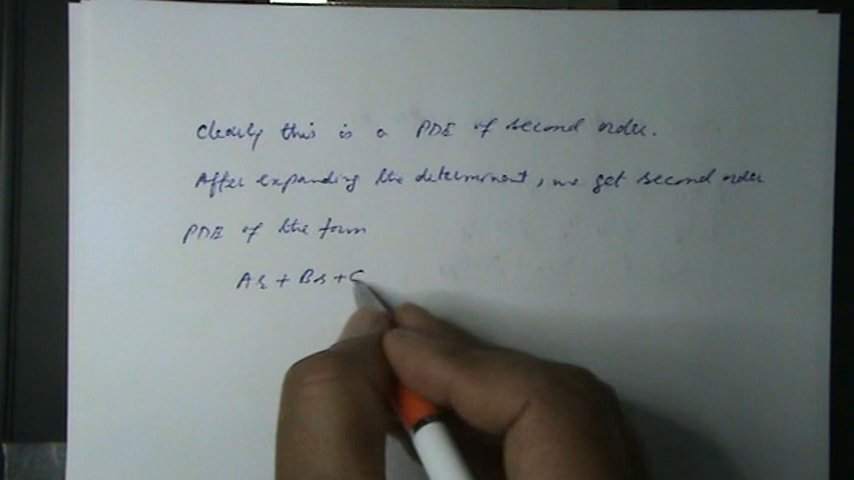 Clearly this is a PDE of second order.
After expanding the determinent, we get second order
PDE of the form
Ar + Bs + C